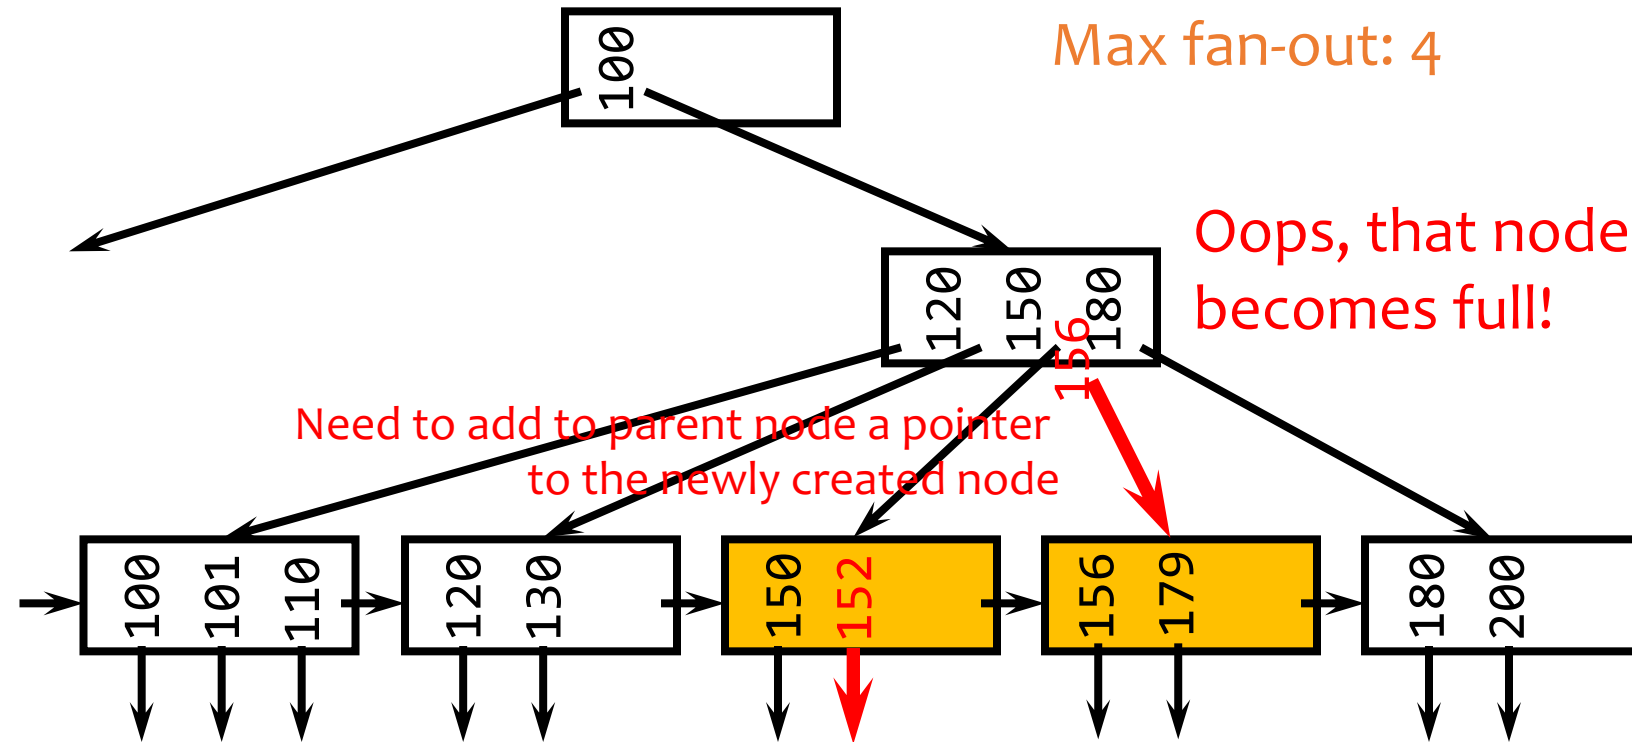 100
Max fan-out: 4
Oops, that node
becomes full!
120 150 156 180
Need to add to parent node a pointer
to the newly created node
100 101 110
120 130
150 152
156 179
180 200